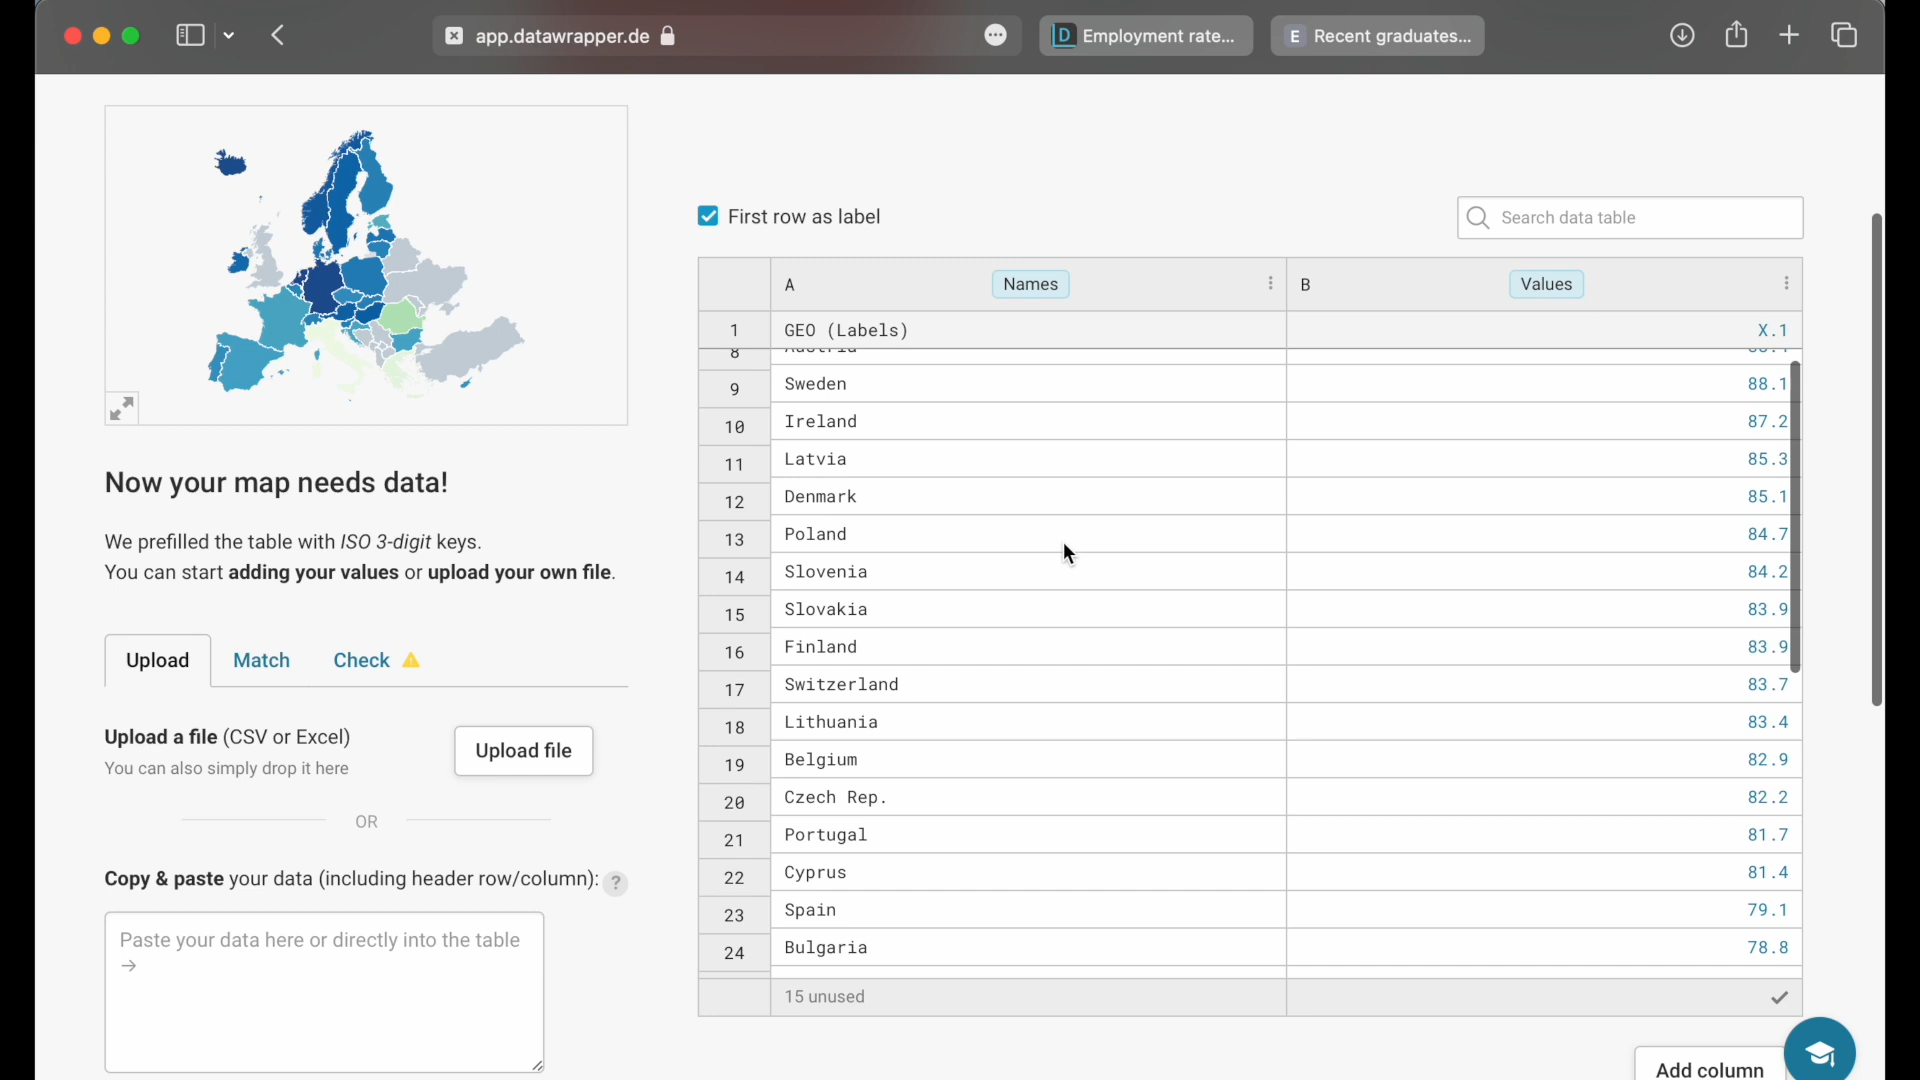 app.datawrapper.de
D Employment rate...
E Recent graduates...
First row as label
Search data table
A Names B Values
1 GEO (Labels) X.1
8
9 Sweden 88.1
10 Ireland 87.2
11 Latvia 85.3
12 Denmark 85.1
13 Poland 84.7
14 Slovenia 84.2
15 Slovakia 83.9
16 Finland 83.9
17 Switzerland 83.7
18 Lithuania 83.4
19 Belgium 82.9
20 Czech Rep. 82.2
21 Portugal 81.7
22 Cyprus 81.4
23 Spain 79.1
24 Bulgaria 78.8
15 unused
Add column
Now your map needs data!
We prefilled the table with ISO 3-digit keys.
You can start adding your values or upload your own file.
Upload Match Check
Upload a file (CSV or Excel)
You can also simply drop it here
Upload file
OR
Copy & paste your data (including header row/column): ?
Paste your data here or directly into the table
→